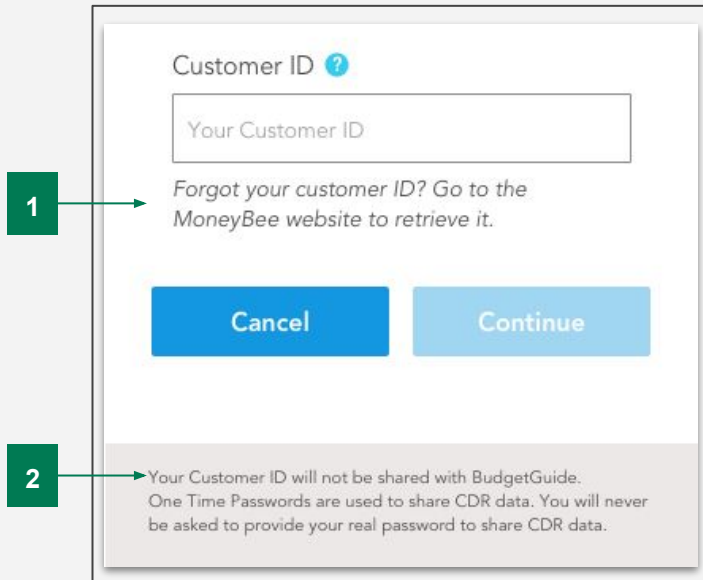 Customer ID ?
Your Customer ID
1
Forgot your customer ID? Go to the
MoneyBee website to retrieve it.
Cancel Continue
2
Your Customer ID will not be shared with BudgetGuide.
One Time Passwords are used to share CDR data. You will never
be asked to provide your real password to share CDR data.